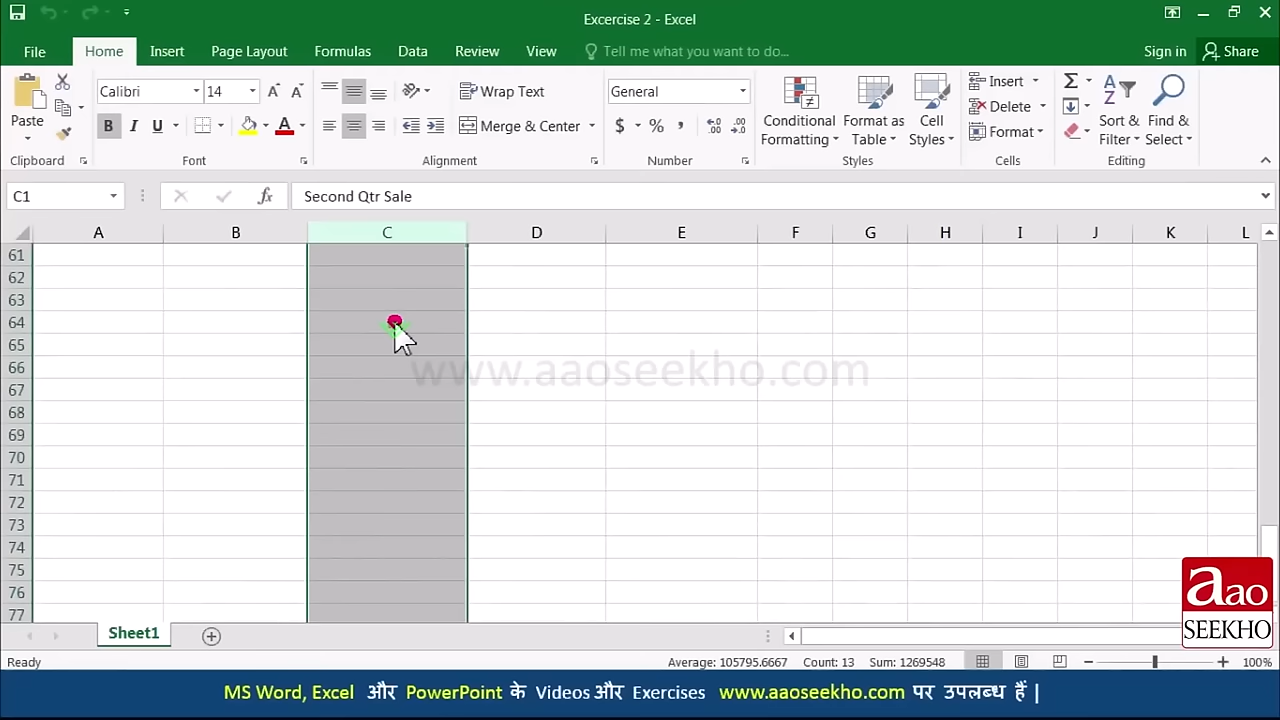 Excercise 2 - Excel
File Home Insert Page Layout Formulas Data Review View Tell me what you want to do... Sign in Share
Paste
Clipboard
Calibri 14
B I U
Font
Wrap Text
Merge & Center
Alignment
General
$ % ,
Number
Conditional Formatting
Format as Table
Cell Styles
Styles
Insert
Delete
Format
Cells
Sort & Filter
Find & Select
Editing
C1 fx Second Qtr Sale
A B C D E F G H I J K L
61
62
63
64
65
66
67
68
69
70
71
72
73
74
75
76
77
www.aaoseekho.com
aao
SEEKHO
Sheet1
Ready Average: 105795.6667 Count: 13 Sum: 1269548 100%
MS Word, Excel और PowerPoint के Videos और Exercises www.aaoseekho.com पर उपलब्ध हैं |